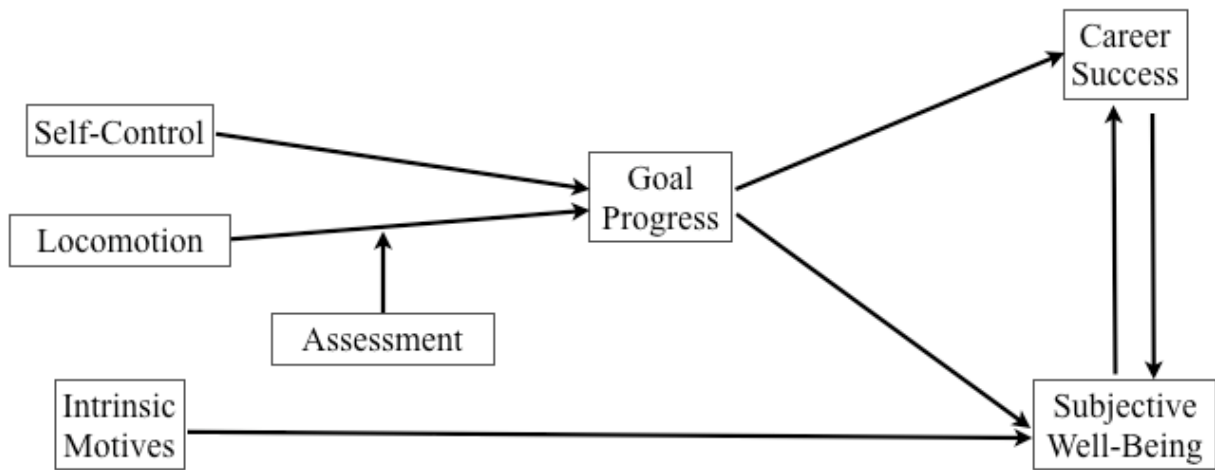 Career
Success
Self-Control
Goal
Progress
Locomotion
Assessment
Intrinsic
Motives
Subjective
Well-Being